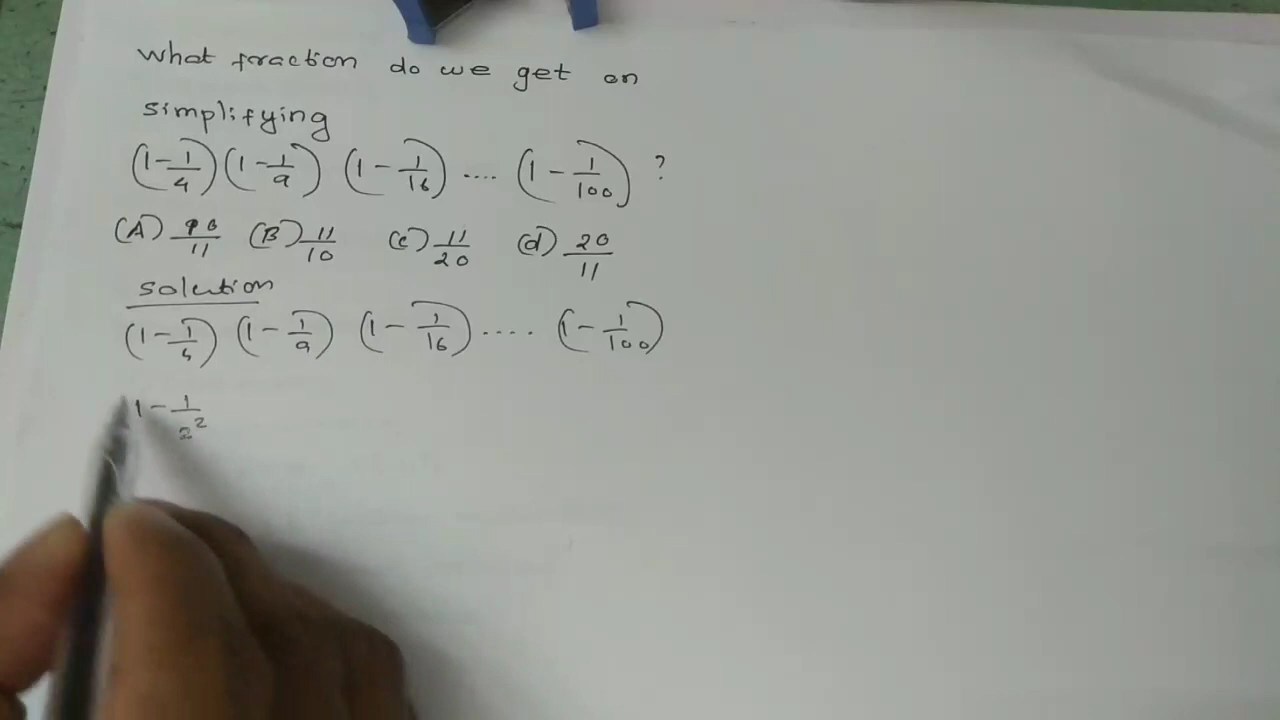 What fraction do we get on
simplifying
(1-1/4)(1-1/9) (1-1/16) .... (1-1/100) ?
(A) 10/11 (B) 11/10 (c) 11/20 (d) 20/11
solution
(1-1/4) (1-1/9) (1-1/16) .... (1-1/100)
1-1/2²